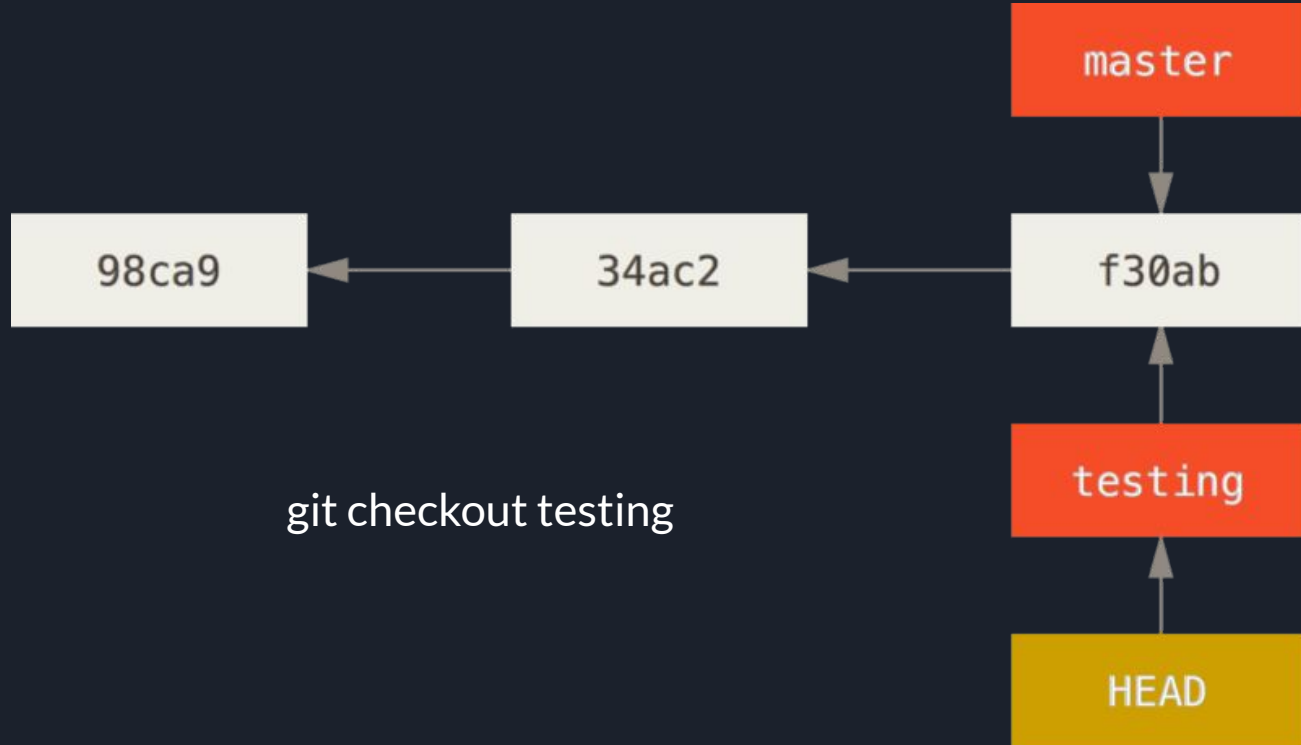 master
98ca9
34ac2
f30ab
testing
git checkout testing
HEAD